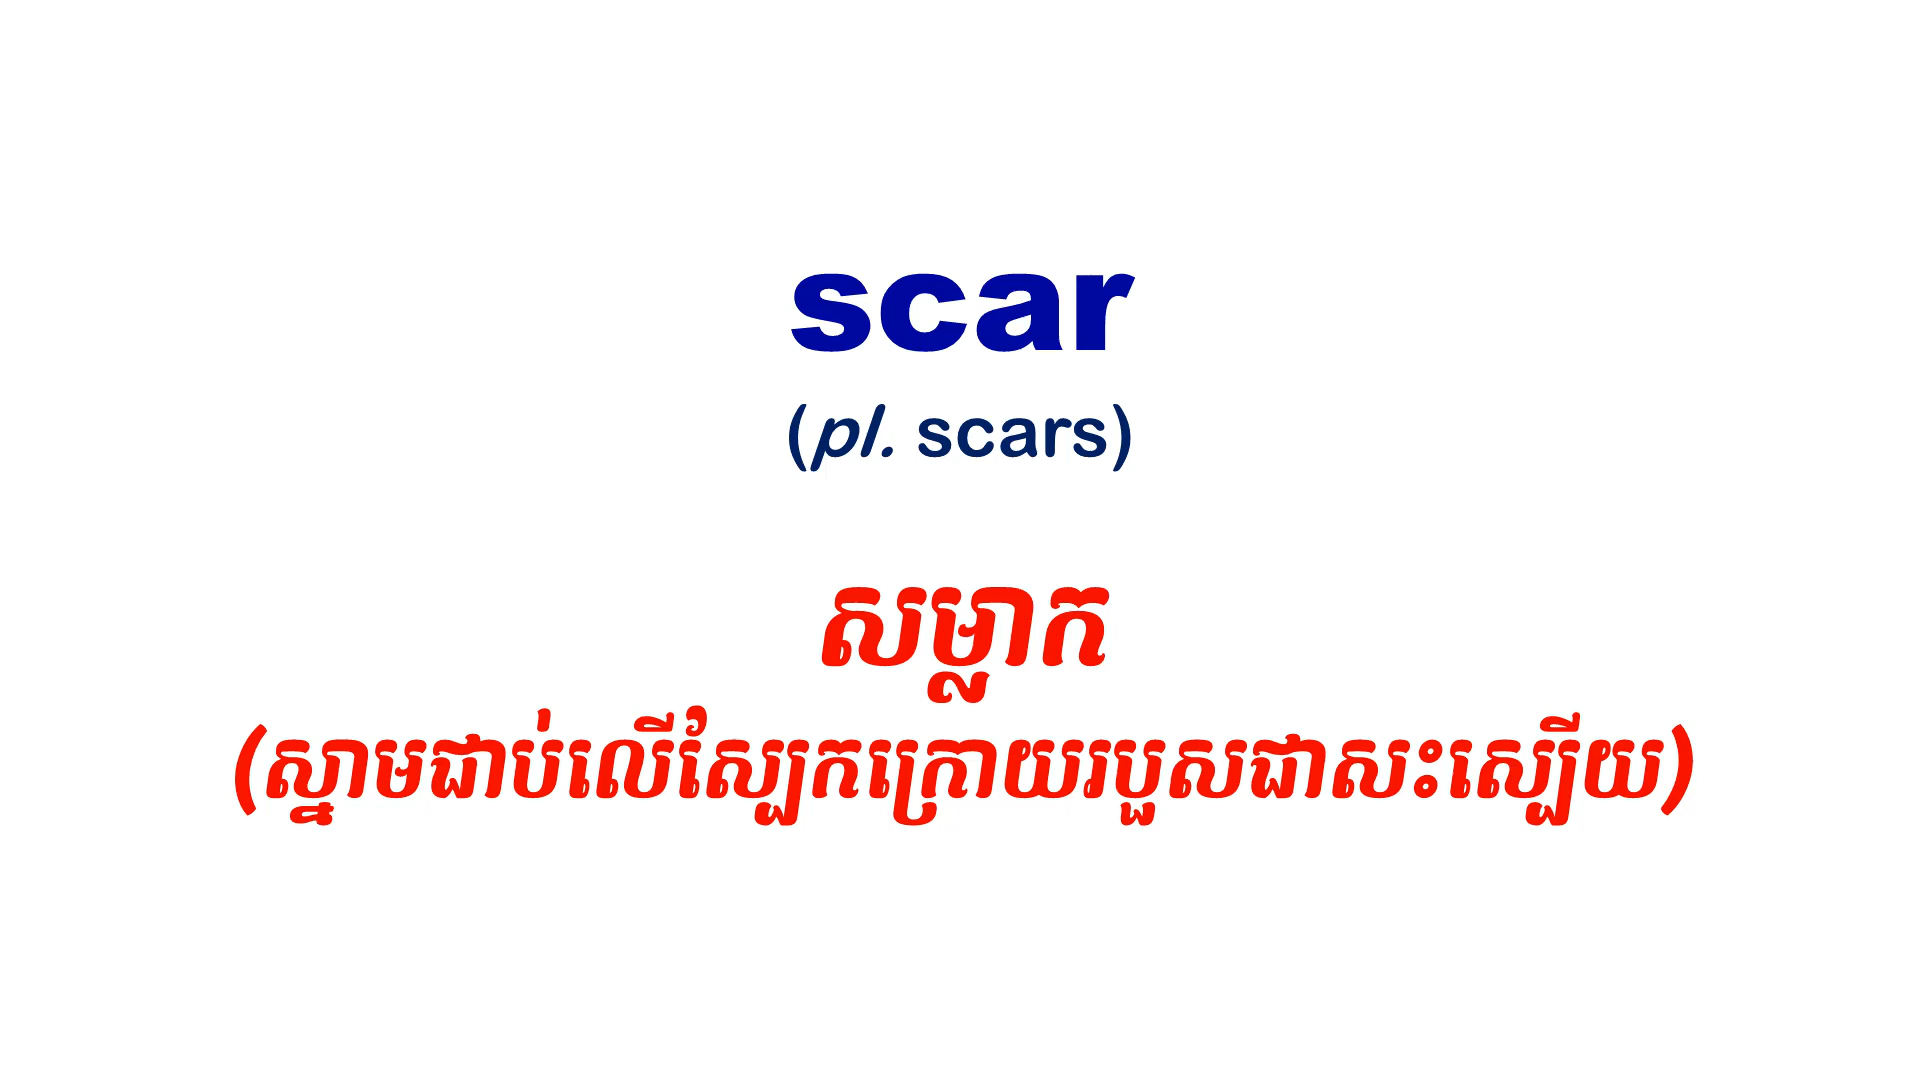 scar
(pl. scars)
សម្លាក
(ស្នាមជាប់លើស្បែកក្រោយរបួសជាសះស្បើយ)